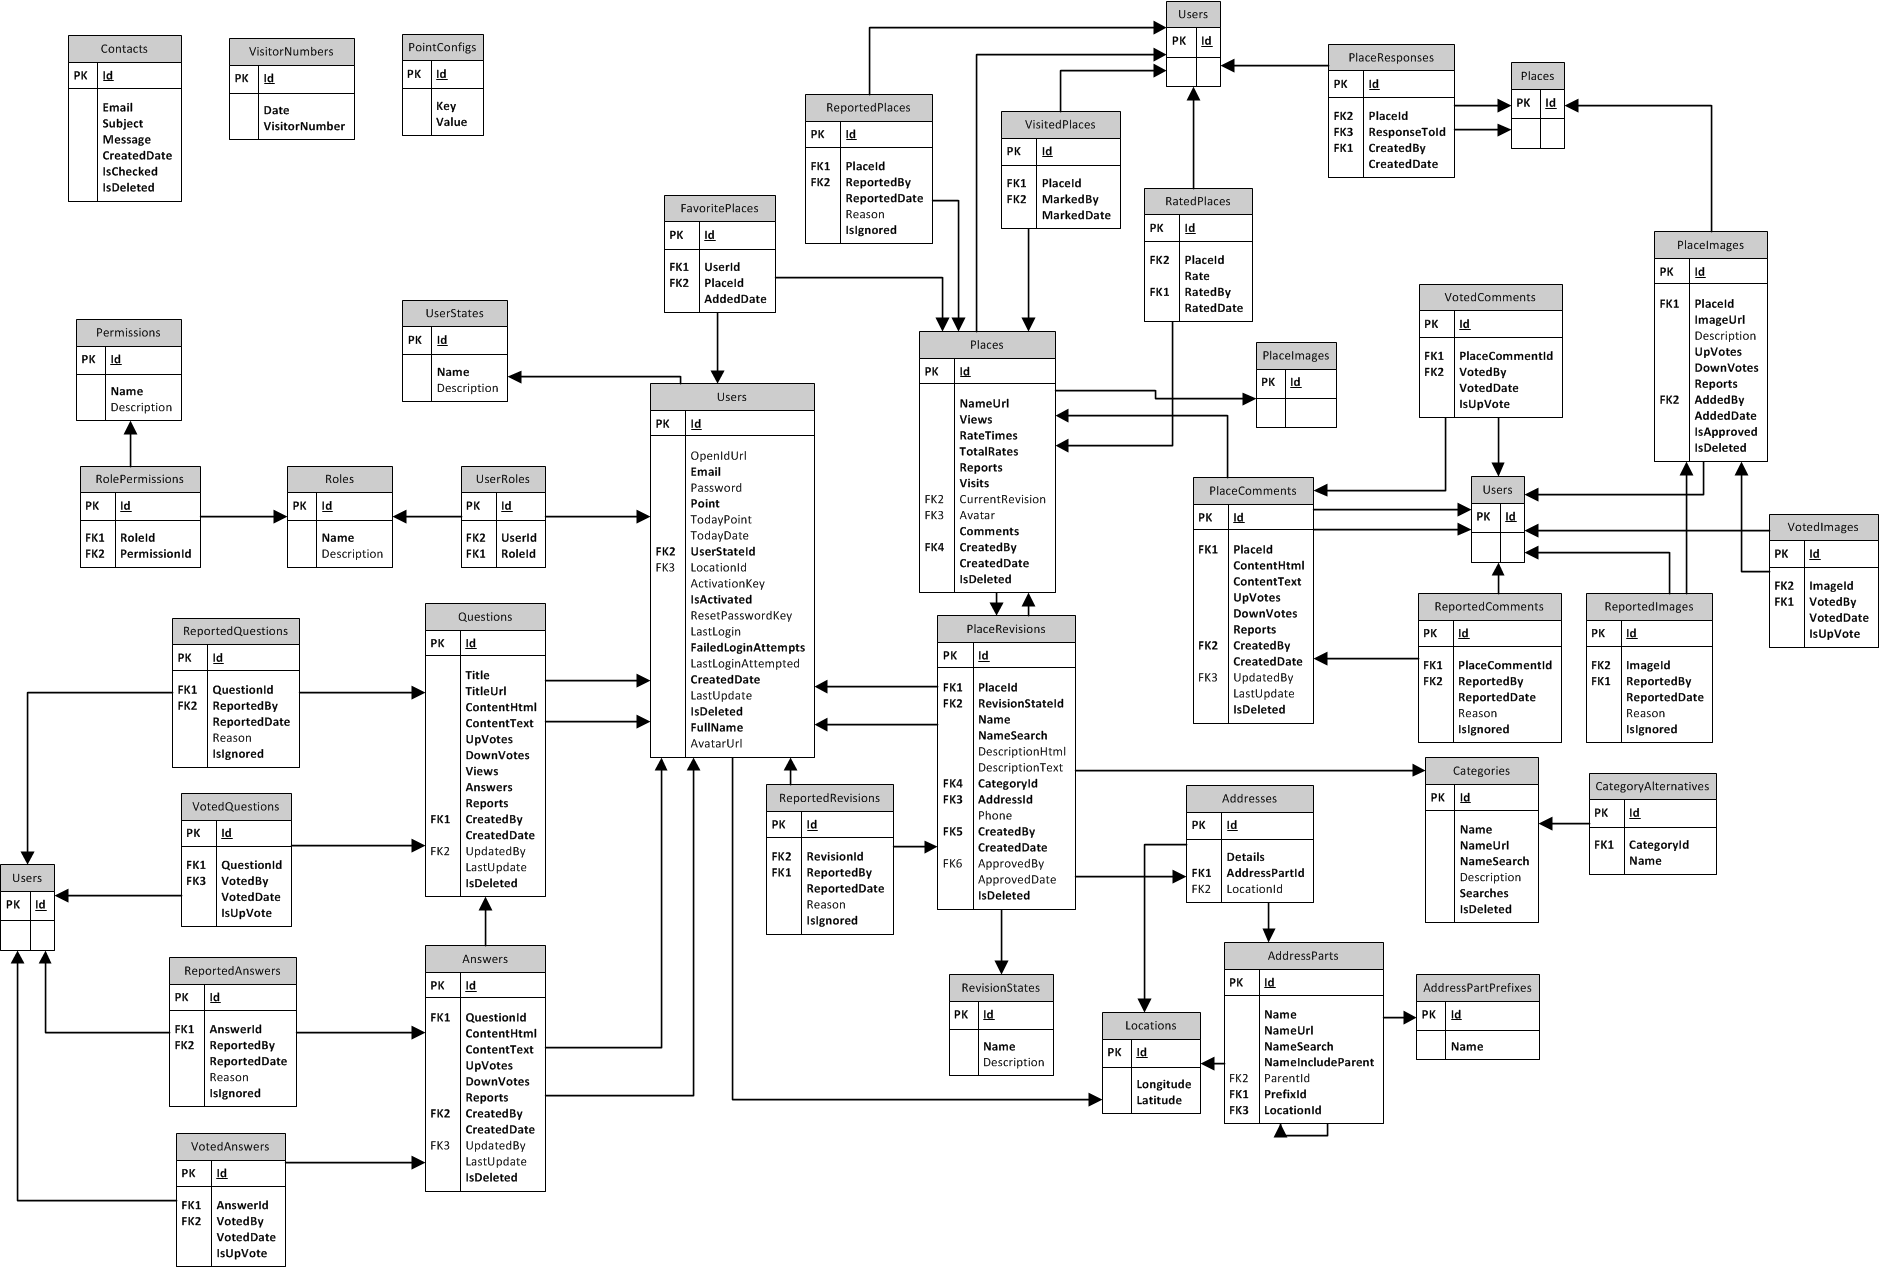 Contacts
PK Id
Email
Subject
Message
CreatedDate
IsChecked
IsDeleted
VisitorNumbers
PK Id
Date
VisitorNumber
PointConfigs
PK Id
Key
Value
Users
PK Id
PlaceResponses
PK Id
FK2 PlaceId
FK3 ResponseToId
FK1 CreatedBy
CreatedDate
Places
PK Id
ReportedPlaces
PK Id
FK1 PlaceId
FK2 ReportedBy
ReportedDate
Reason
IsIgnored
VisitedPlaces
PK Id
FK1 PlaceId
FK2 MarkedBy
MarkedDate
RatedPlaces
PK Id
FK2 PlaceId
Rate
FK1 RatedBy
RatedDate
FavoritePlaces
PK Id
FK1 UserId
FK2 PlaceId
AddedDate
PlaceImages
PK Id
FK1 PlaceId
ImageUrl
Description
UpVotes
DownVotes
Reports
FK2 AddedBy
AddedDate
IsApproved
IsDeleted
Permissions
PK Id
Name
Description
UserStates
PK Id
Name
Description
Places
PK Id
NameUrl
Views
RateTimes
TotalRates
Reports
Visits
FK2 CurrentRevision
FK3 Avatar
Comments
FK4 CreatedBy
CreatedDate
IsDeleted
PlaceImages
PK Id
VotedComments
PK Id
FK1 PlaceCommentId
FK2 VotedBy
VotedDate
IsUpVote
Users
PK Id
OpenIdUrl
Email
Password
Point
TodayPoint
TodayDate
FK2 UserStateId
FK3 LocationId
ActivationKey
IsActivated
ResetPasswordKey
LastLogin
FailedLoginAttempts
LastLoginAttempted
CreatedDate
LastUpdate
IsDeleted
FullName
AvatarUrl
RolePermissions
PK Id
FK1 RoleId
FK2 PermissionId
Roles
PK Id
Name
Description
UserRoles
PK Id
FK2 UserId
FK1 RoleId
PlaceComments
PK Id
FK1 PlaceId
ContentHtml
ContentText
UpVotes
DownVotes
Reports
FK2 CreatedBy
CreatedDate
FK3 UpdatedBy
LastUpdate
IsDeleted
Users
PK Id
VotedImages
PK Id
FK2 ImageId
FK1 VotedBy
VotedDate
IsUpVote
ReportedComments
PK Id
FK1 PlaceCommentId
FK2 ReportedBy
ReportedDate
Reason
IsIgnored
ReportedImages
PK Id
FK2 ImageId
FK1 ReportedBy
ReportedDate
Reason
IsIgnored
ReportedQuestions
PK Id
FK1 QuestionId
FK2 ReportedBy
ReportedDate
Reason
IsIgnored
Questions
PK Id
Title
TitleUrl
ContentHtml
ContentText
UpVotes
DownVotes
Views
Answers
Reports
FK1 CreatedBy
CreatedDate
FK2 UpdatedBy
LastUpdate
IsDeleted
PlaceRevisions
PK Id
FK1 PlaceId
FK2 RevisionStateId
Name
NameSearch
DescriptionHtml
DescriptionText
FK4 CategoryId
FK3 AddressId
Phone
FK5 CreatedBy
CreatedDate
FK6 ApprovedBy
ApprovedDate
IsDeleted
VotedQuestions
PK Id
FK1 QuestionId
FK3 VotedBy
VotedDate
IsUpVote
ReportedRevisions
PK Id
FK2 RevisionId
FK1 ReportedBy
ReportedDate
Reason
IsIgnored
Addresses
PK Id
Details
FK1 AddressPartId
FK2 LocationId
Categories
PK Id
Name
NameUrl
NameSearch
Description
Searches
IsDeleted
CategoryAlternatives
PK Id
FK1 CategoryId
Name
Users
PK Id
ReportedAnswers
PK Id
FK1 AnswerId
FK2 ReportedBy
ReportedDate
Reason
IsIgnored
Answers
PK Id
FK1 QuestionId
ContentHtml
ContentText
UpVotes
DownVotes
Reports
FK2 CreatedBy
CreatedDate
FK3 UpdatedBy
LastUpdate
IsDeleted
RevisionStates
PK Id
Name
Description
Locations
PK Id
Longitude
Latitude
AddressParts
PK Id
Name
NameUrl
NameSearch
NameIncludeParent
FK2 ParentId
FK1 PrefixId
FK3 LocationId
AddressPartPrefixes
PK Id
Name
VotedAnswers
PK Id
FK1 AnswerId
FK2 VotedBy
VotedDate
IsUpVote